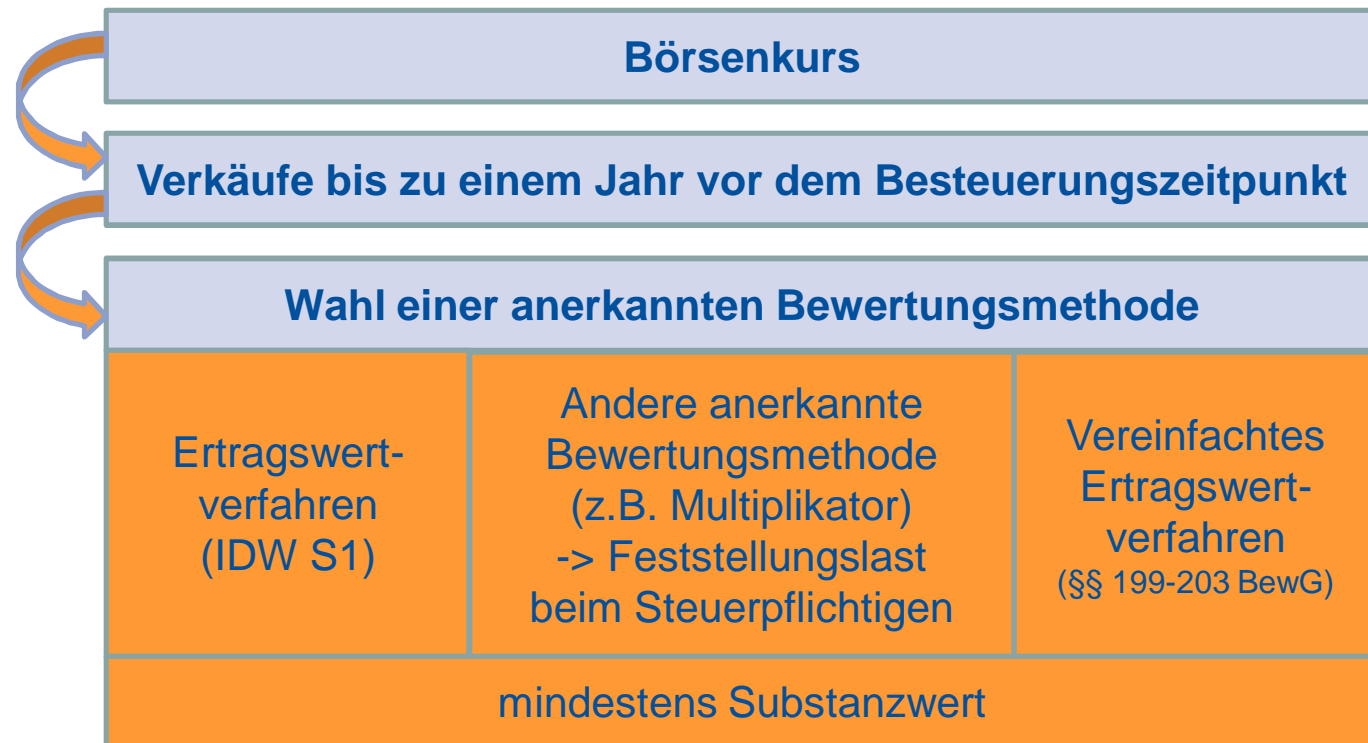 Börsenkurs
Verkäufe bis zu einem Jahr vor dem Besteuerungszeitpunkt
Wahl einer anerkannten Bewertungsmethode
Ertragswert-
verfahren
(IDW S1)
Andere anerkannte
Bewertungsmethode
(z.B. Multiplikator)
-> Feststellungslast
beim Steuerpflichtigen
Vereinfachtes
Ertragswert-
verfahren
(§§ 199-203 BewG)
mindestens Substanzwert